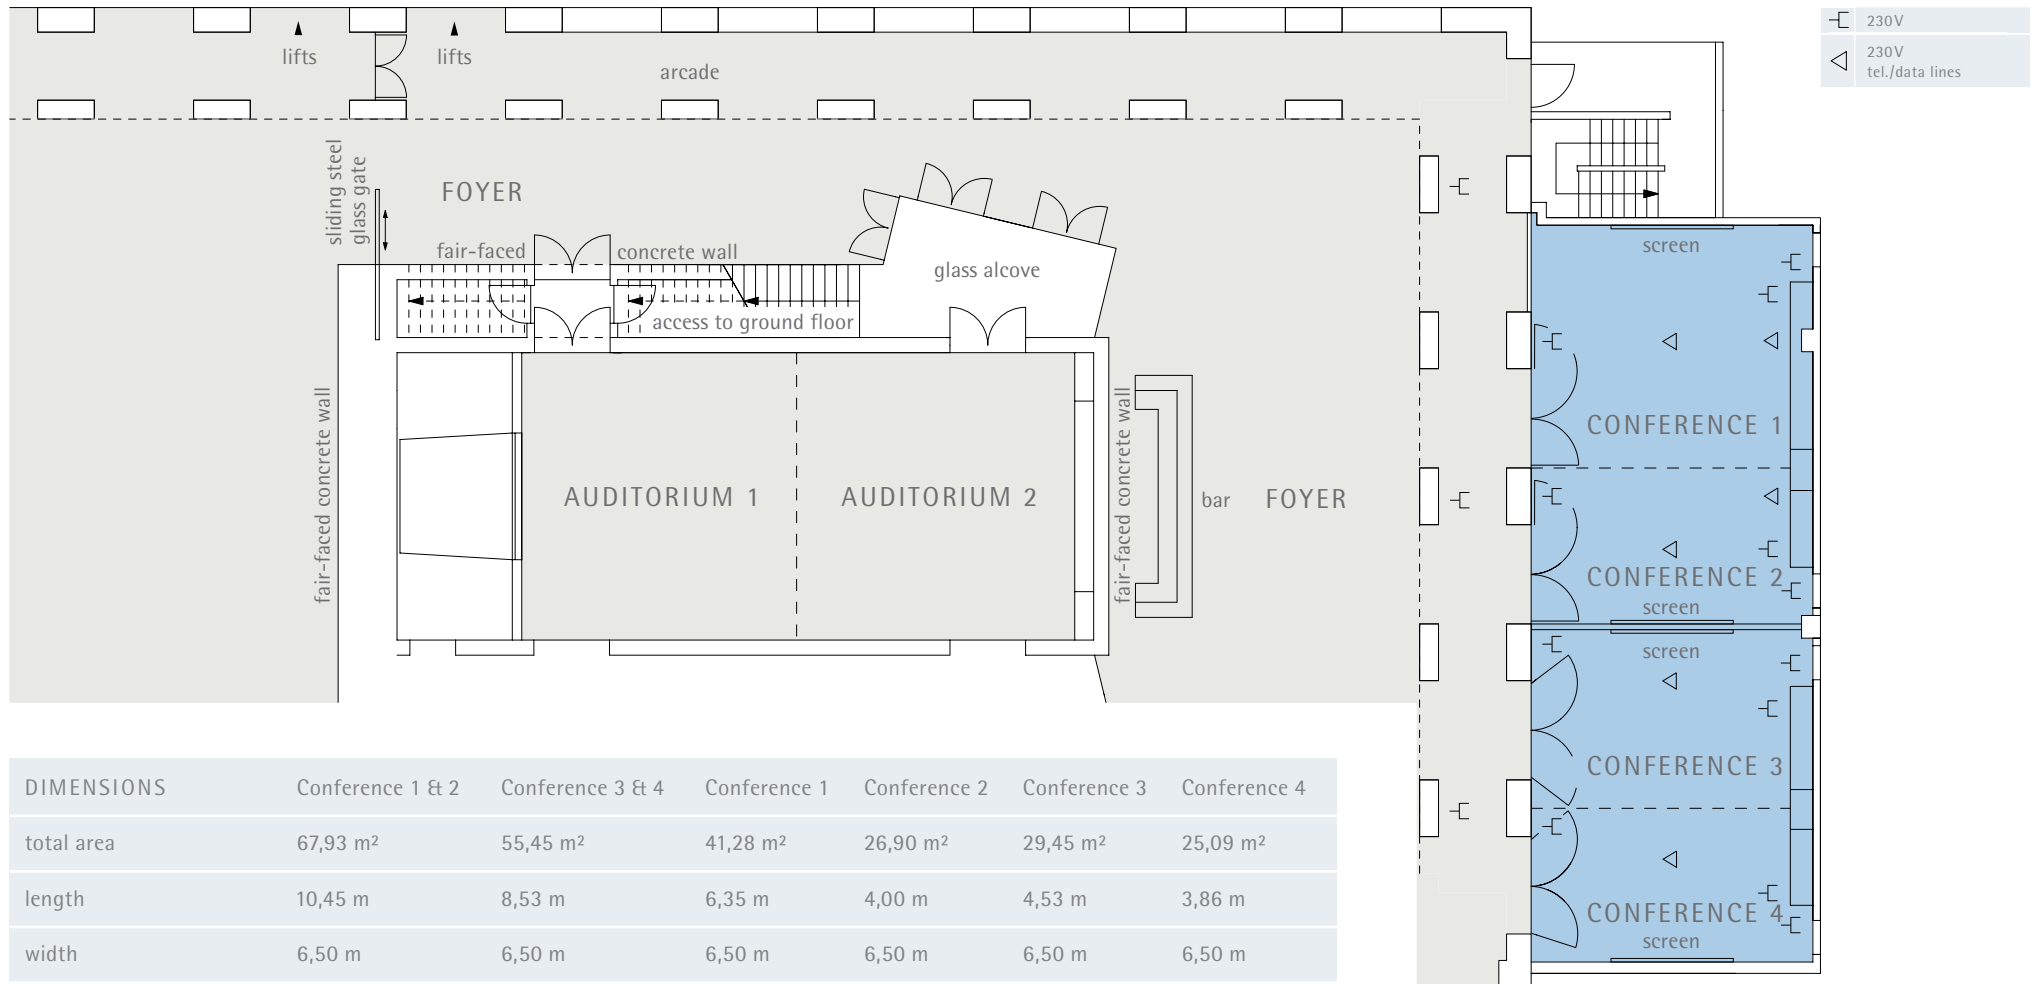 230V
230V
tel./data lines
lifts
lifts
arcade
sliding steel
glass gate
FOYER
fair-faced
concrete wall
glass alcove
access to ground floor
fair-faced concrete wall
AUDITORIUM 1
AUDITORIUM 2
fair-faced concrete wall
bar
FOYER
screen
CONFERENCE 1
CONFERENCE 2
screen
screen
CONFERENCE 3
CONFERENCE 4
screen
DIMENSIONS Conference 1 & 2 Conference 3 & 4 Conference 1 Conference 2 Conference 3 Conference 4
total area 67,93 m² 55,45 m² 41,28 m² 26,90 m² 29,45 m² 25,09 m²
length 10,45 m 8,53 m 6,35 m 4,00 m 4,53 m 3,86 m
width 6,50 m 6,50 m 6,50 m 6,50 m 6,50 m 6,50 m